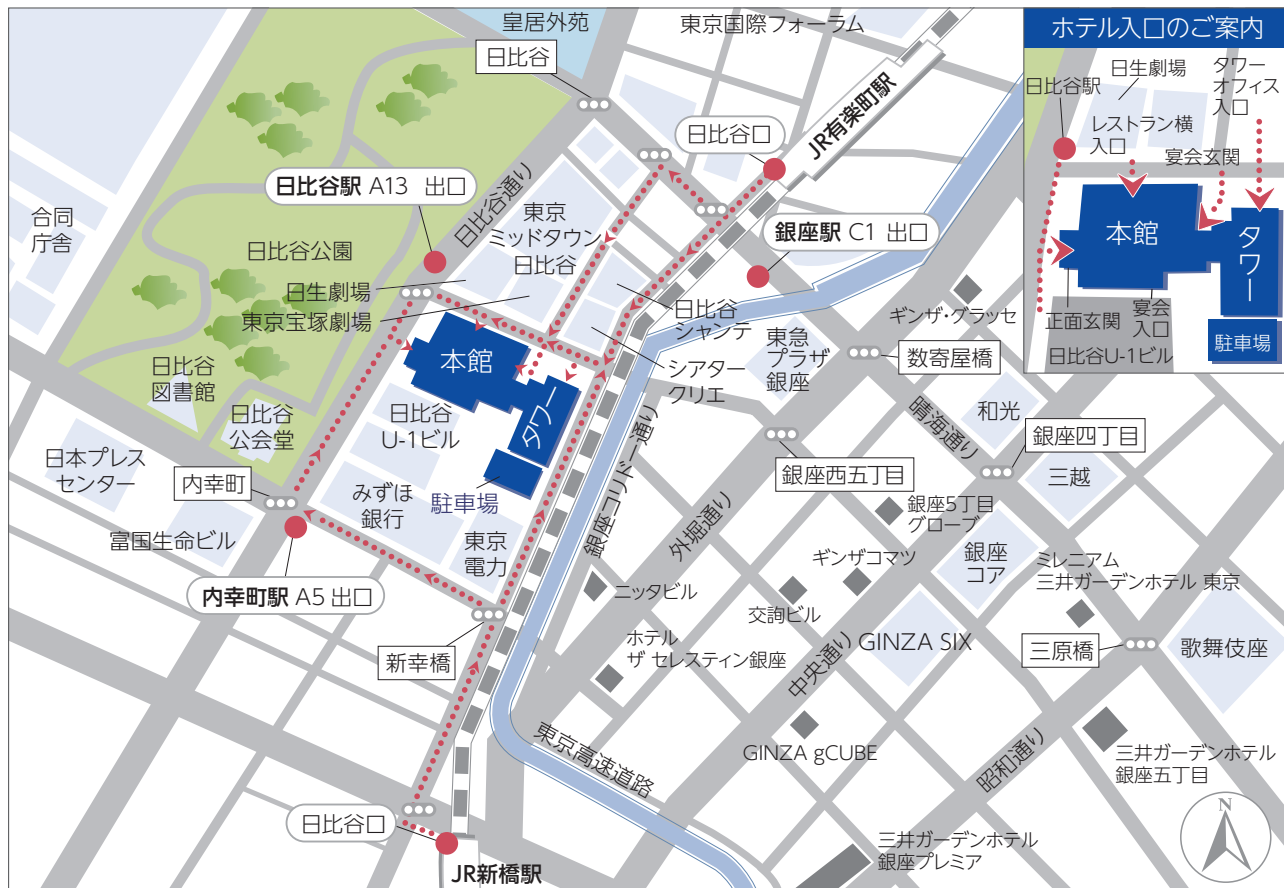 皇居外苑
東京国際フォーラム
日比谷
日比谷口
JR有楽町駅
日比谷駅 A13 出口
日比谷通り
合同
庁舎
日比谷公園
東京
ミッドタウン
日比谷
銀座駅 C1 出口
日生劇場
東京宝塚劇場
日比谷
シャンテ
シアター
クリエ
東急
プラザ
銀座
ギンザ・グラッセ
数寄屋橋
日比谷
図書館
日比谷
公会堂
本館
タワー
日比谷
U-1ビル
駐車場
晴海通り
和光
銀座四丁目
三越
日本プレス
センター
内幸町
みずほ
銀行
東京
電力
富国生命ビル
内幸町駅 A5 出口
銀座コリドー通り
銀座西五丁目
外堀通り
銀座5丁目
グローブ
銀座
コア
ギンザコマツ
ミレニアム
三井ガーデンホテル 東京
ニッタビル
交詢ビル
新幸橋
ホテル
ザ セレスティン銀座
中央通り
GINZA SIX
三原橋
歌舞伎座
東京高速道路
GINZA gCUBE
昭和通り
三井ガーデンホテル
銀座五丁目
日比谷口
JR新橋駅
三井ガーデンホテル
銀座プレミア
N
ホテル入口のご案内
日比谷駅
日生劇場
タワー
オフィス
入口
レストラン横
入口
宴会玄関
本館
タワー
正面玄関
宴会
入口
日比谷U-1ビル
駐車場